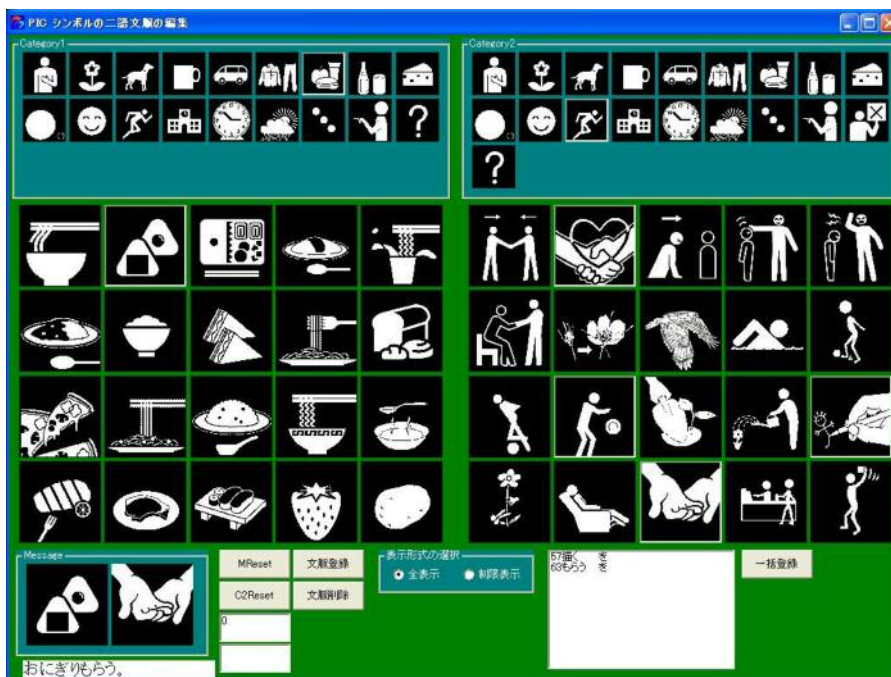 PIC シンボルの二語文脈の編集
Category1
Category2
Message
MReset
文脈登録
C2Reset
文脈削除
0
表示形式の選択
全表示
制限表示
57描く を
63もらう を
一括登録
おにぎりもらう。